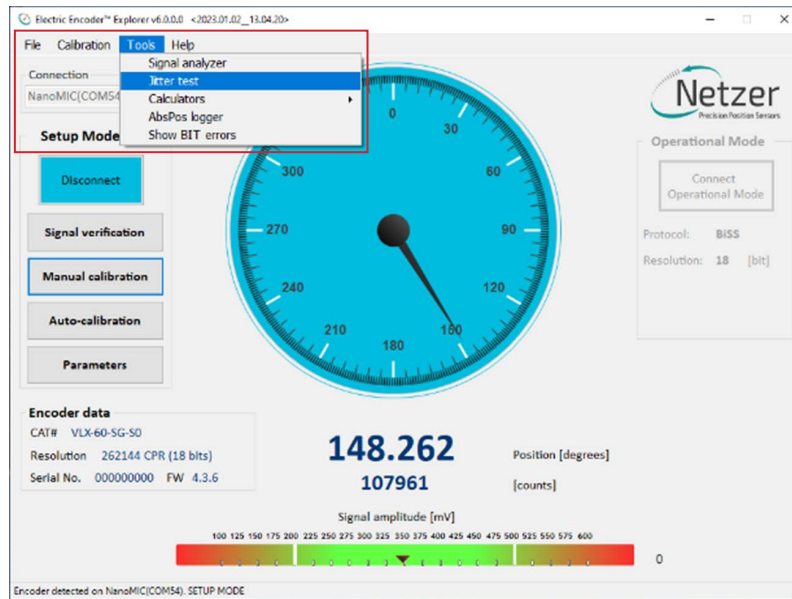 Electric Encoder™ Explorer v6.0.0.0 <2023.01.02__13.04.20>
File Calibration Tools Help
Signal analyzer
Jitter test
Calculators
AbsPos logger
Show BIT errors
Connection
NanoMIC(COM54
Setup Mode
Disconnect
Signal verification
Manual calibration
Auto-calibration
Parameters
0
30
60
90
120
150
180
210
240
270
300
Netzer
Precision Position Sensors
Operational Mode
Connect
Operational Mode
Protocol: BiSS
Resolution: 18 [bit]
Encoder data
CAT# VLX-60-SG-S0
Resolution 262144 CPR (18 bits)
Serial No. 000000000 FW 4.3.6
148.262 Position [degrees]
107961 [counts]
Signal amplitude [mV]
100 125 150 175 200 225 250 275 300 325 350 375 400 425 450 475 500 525 550 575 600
0
Encoder detected on NanoMIC(COM54). SETUP MODE